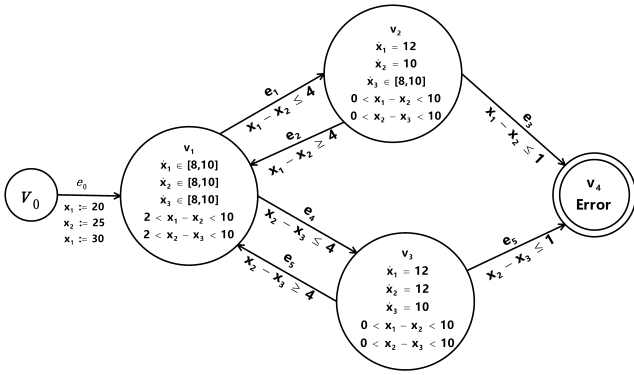 V₀
e₀
x₁ := 20
x₂ := 25
x₁ := 30
v₁
ẋ₁ ∈ [8,10]
ẋ₂ ∈ [8,10]
ẋ₃ ∈ [8,10]
2 < x₁ − x₂ < 10
2 < x₂ − x₃ < 10
e₁
x₁ − x₂ ≤ 4
e₂
x₁ − x₂ ≥ 4
v₂
ẋ₁ = 12
ẋ₂ = 10
ẋ₃ ∈ [8,10]
0 < x₁ − x₂ < 10
0 < x₂ − x₃ < 10
e₃
x₁ − x₂ ≤ 1
e₄
x₂ − x₃ ≤ 4
e₅
x₂ − x₃ ≥ 4
v₃
ẋ₁ = 12
ẋ₂ = 12
ẋ₃ = 10
0 < x₁ − x₂ < 10
0 < x₂ − x₃ < 10
e₅
x₂ − x₃ ≤ 1
v₄
Error